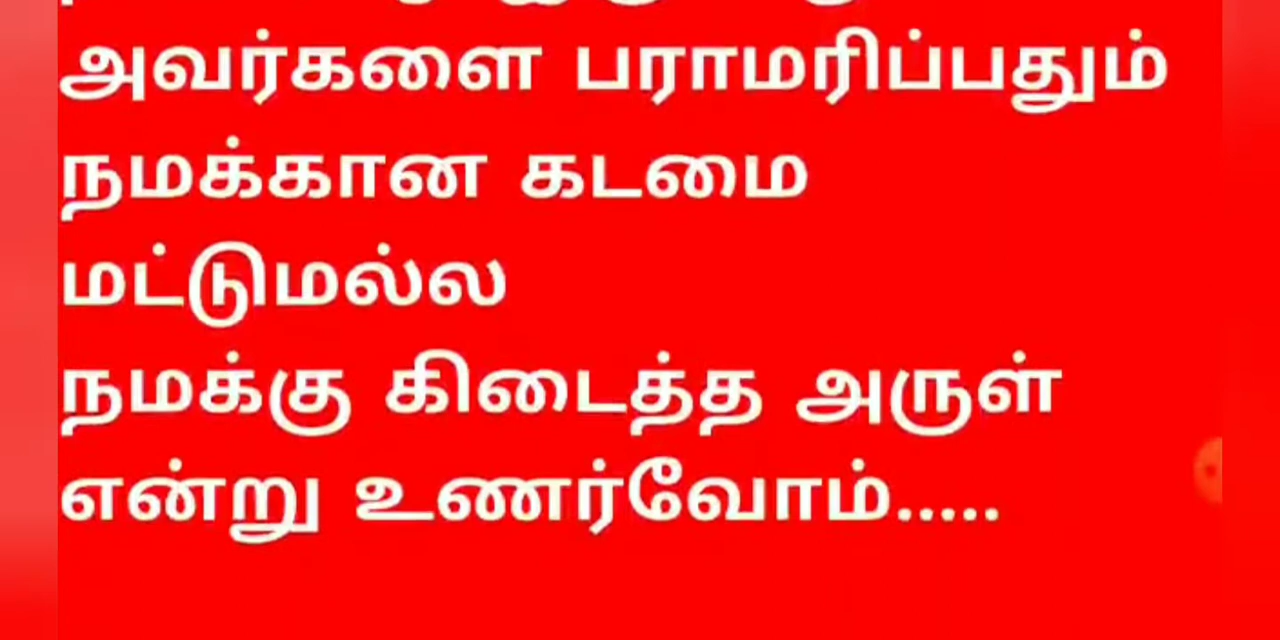 அவர்களை பராமரிப்பதும்
நமக்கான கடமை
மட்டுமல்ல
நமக்கு கிடைத்த அருள்
என்று உணர்வோம்.....